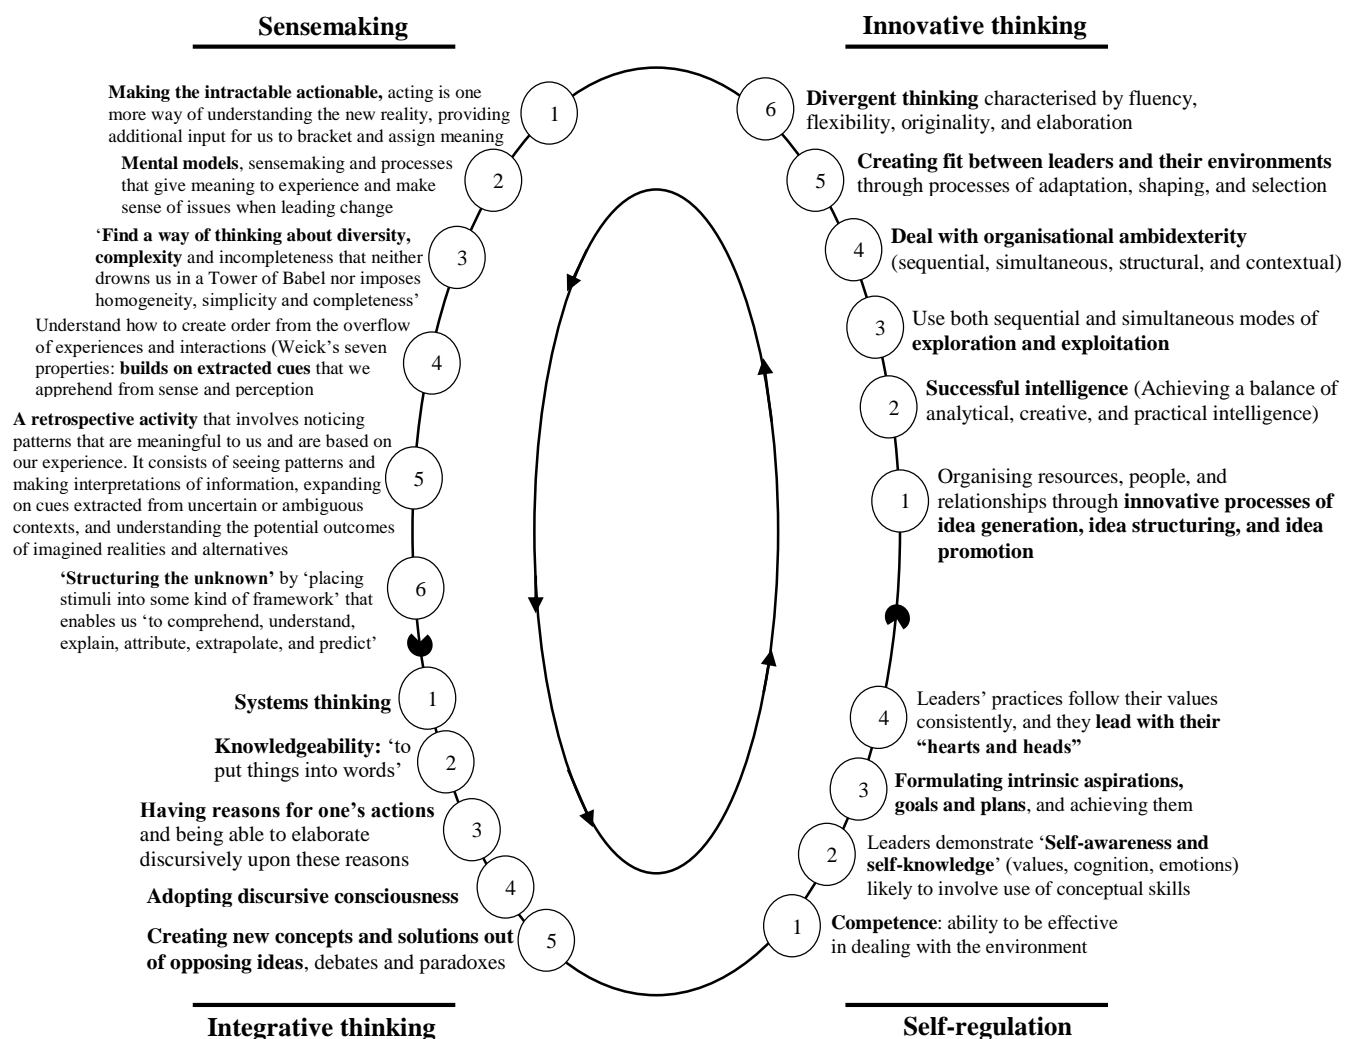 Sensemaking
Making the intractable actionable, acting is one
more way of understanding the new reality, providing
additional input for us to bracket and assign meaning
1
Mental models, sensemaking and processes
that give meaning to experience and make
sense of issues when leading change
2
‘Find a way of thinking about diversity,
complexity and incompleteness that neither
drowns us in a Tower of Babel nor imposes
homogeneity, simplicity and completeness’
3
Understand how to create order from the overflow
of experiences and interactions (Weick’s seven
properties: builds on extracted cues that we
apprehend from sense and perception
4
A retrospective activity that involves noticing
patterns that are meaningful to us and are based on
our experience. It consists of seeing patterns and
making interpretations of information, expanding
on cues extracted from uncertain or ambiguous
contexts, and understanding the potential outcomes
of imagined realities and alternatives
5
‘Structuring the unknown’ by ‘placing
stimuli into some kind of framework’ that
enables us ‘to comprehend, understand,
explain, attribute, extrapolate, and predict’
6
Systems thinking
1
Knowledgeability: ‘to
put things into words’
2
Having reasons for one’s actions
and being able to elaborate
discursively upon these reasons
3
Adopting discursive consciousness
4
Creating new concepts and solutions out
of opposing ideas, debates and paradoxes
5
Integrative thinking
Innovative thinking
6
Divergent thinking characterised by fluency,
flexibility, originality, and elaboration
5
Creating fit between leaders and their environments
through processes of adaptation, shaping, and selection
4
Deal with organisational ambidexterity
(sequential, simultaneous, structural, and contextual)
3
Use both sequential and simultaneous modes of
exploration and exploitation
2
Successful intelligence (Achieving a balance of
analytical, creative, and practical intelligence)
1
Organising resources, people, and
relationships through innovative processes of
idea generation, idea structuring, and idea
promotion
4
Leaders’ practices follow their values
consistently, and they lead with their
“hearts and heads”
3
Formulating intrinsic aspirations,
goals and plans, and achieving them
2
Leaders demonstrate ‘Self-awareness and
self-knowledge’ (values, cognition, emotions)
likely to involve use of conceptual skills
1
Competence: ability to be effective
in dealing with the environment
Self-regulation